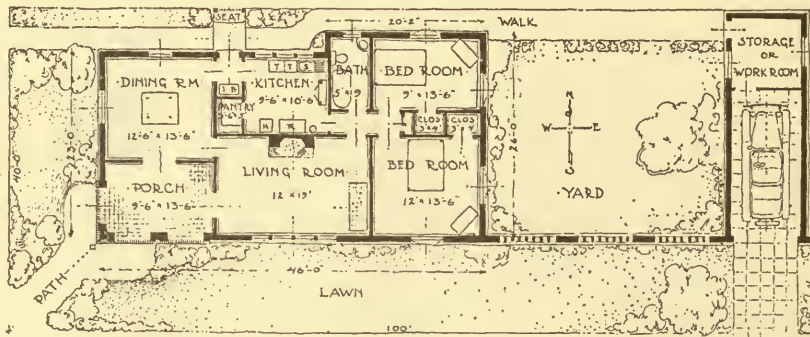 SEAT
20'-2"
WALK
STORAGE
OR
WORKROOM
DINING RM
12'-6" x 13'-6"
KITCHEN
9'-6" x 10'-6"
T T S
I B
PANTRY
BATH
5' x 9
BED ROOM
9' x 13'-6"
CLOS
CLOS
BED ROOM
12' x 13'-6"
26'-0"
N
W E
S
YARD
H
R
LIVING ROOM
12' x 19'
PORCH
9'-6" x 13'-6"
40'-0"
PATH
46'-0"
LAWN
100'